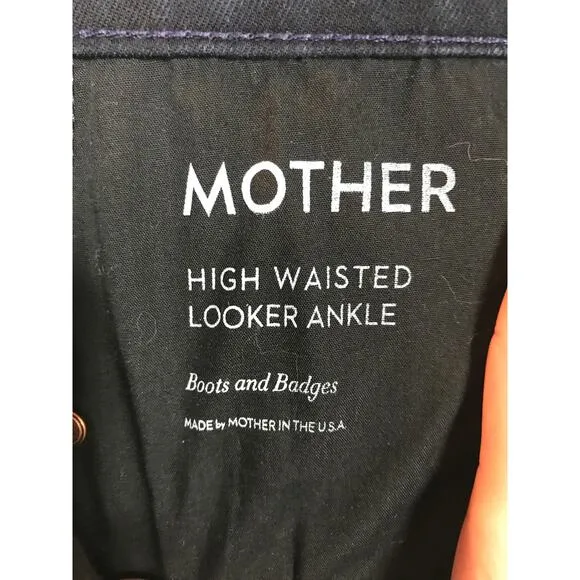 MOTHER
HIGH WAISTED
LOOKER ANKLE
Boots and Badges
MADE by MOTHER IN THE U.S.A.